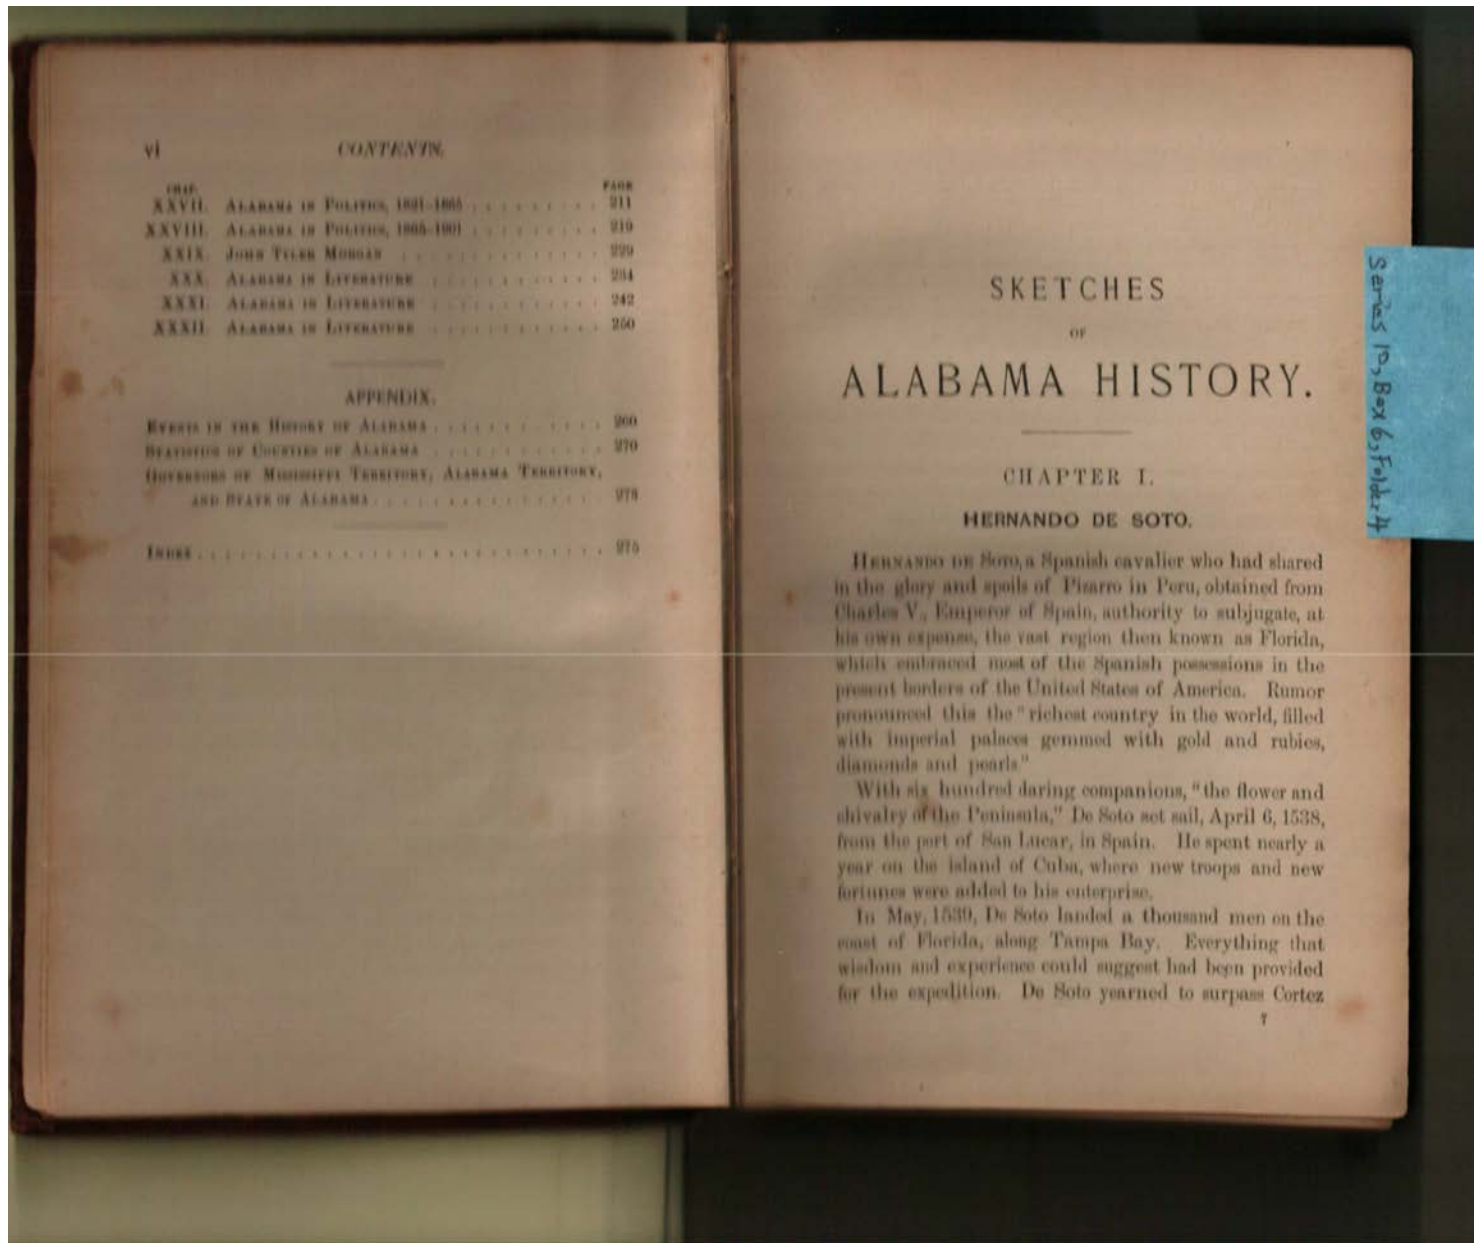 vi CONTENTS.
CHAP. PAGE
XXVII. ALABAMA IN POLITICS, 1821–1865 . . . . . . . . . 211
XXVIII. ALABAMA IN POLITICS, 1865–1901 . . . . . . . . . 219
XXIX. JOHN TYLER MORGAN . . . . . . . . . . . . 229
XXX. ALABAMA IN LITERATURE . . . . . . . . . . . . 234
XXXI. ALABAMA IN LITERATURE . . . . . . . . . . . . 242
XXXII. ALABAMA IN LITERATURE . . . . . . . . . . . . 250
APPENDIX.
EVENTS IN THE HISTORY OF ALABAMA . . . . . . . . . . . . 260
STATISTICS OF COUNTIES OF ALABAMA . . . . . . . . . . . . 270
GOVERNORS OF MISSISSIPPI TERRITORY, ALABAMA TERRITORY,
AND STATE OF ALABAMA . . . . . . . . . . . . . . . . 273
INDEX . . . . . . . . . . . . . . . . . . . . . . . . . . . . . 275
SKETCHES
OF
ALABAMA HISTORY.
CHAPTER I.
HERNANDO DE SOTO.
HERNANDO DE SOTO, a Spanish cavalier who had shared
in the glory and spoils of Pizarro in Peru, obtained from
Charles V., Emperor of Spain, authority to subjugate, at
his own expense, the vast region then known as Florida,
which embraced most of the Spanish possessions in the
present borders of the United States of America. Rumor
pronounced this the "richest country in the world, filled
with imperial palaces gemmed with gold and rubies,
diamonds and pearls"
With six hundred daring companions, "the flower and
chivalry of the Peninsula," De Soto set sail, April 6, 1538,
from the port of San Lucar, in Spain. He spent nearly a
year on the island of Cuba, where new troops and new
fortunes were added to his enterprise.
In May, 1539, De Soto landed a thousand men on the
coast of Florida, along Tampa Bay. Everything that
wisdom and experience could suggest had been provided
for the expedition. De Soto yearned to surpass Cortez
7
Series 10, Box 6, Folder 4